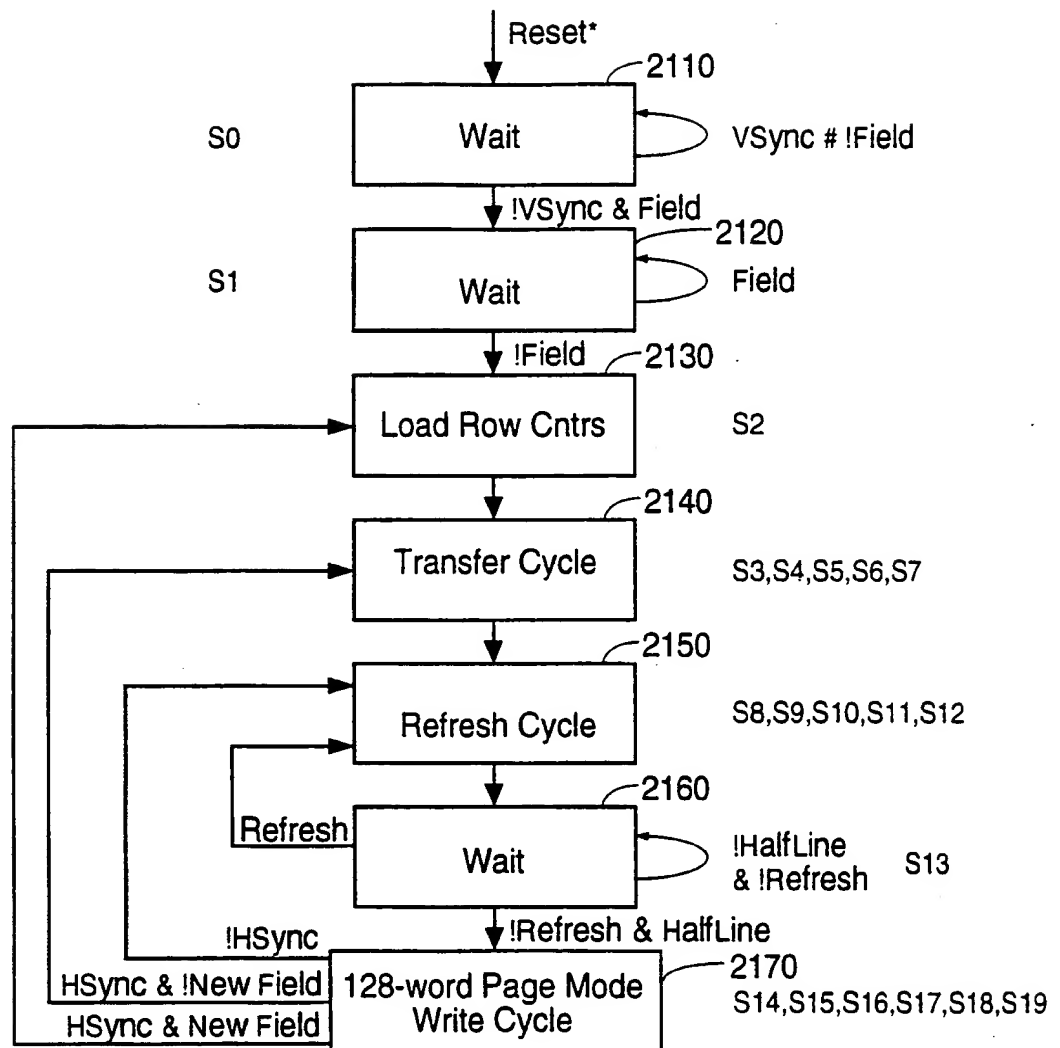 Reset*
2110
S0
Wait
VSync # !Field
!VSync & Field
2120
S1
Wait
Field
!Field
2130
Load Row Cntrs
S2
2140
Transfer Cycle
S3,S4,S5,S6,S7
2150
Refresh Cycle
S8,S9,S10,S11,S12
2160
Refresh
Wait
!HalfLine
& !Refresh
S13
!Refresh & HalfLine
!HSync
2170
HSync & !New Field
128-word Page Mode
Write Cycle
S14,S15,S16,S17,S18,S19
HSync & New Field